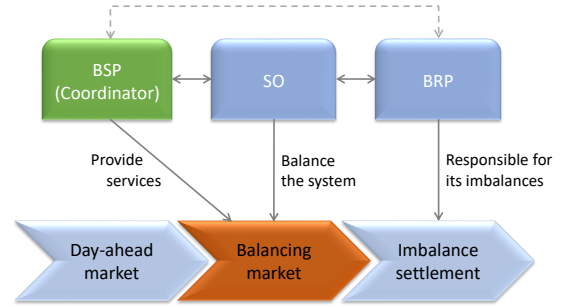 BSP
(Coordinator)
SO
BRP
Provide
services
Balance
the system
Responsible for
its imbalances
Day-ahead
market
Balancing
market
Imbalance
settlement